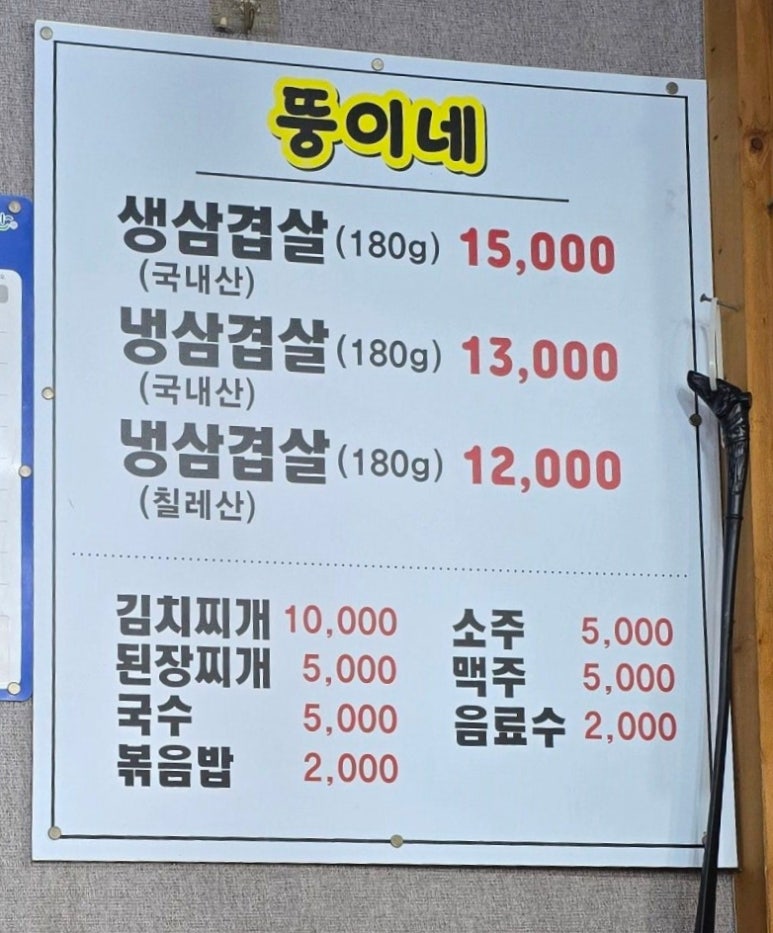 뚱이네
생삼겹살(180g) 15,000
(국내산)
냉삼겹살(180g) 13,000
(국내산)
냉삼겹살(180g) 12,000
(칠레산)
김치찌개 10,000
된장찌개 5,000
국수 5,000
볶음밥 2,000
소주 5,000
맥주 5,000
음료수 2,000